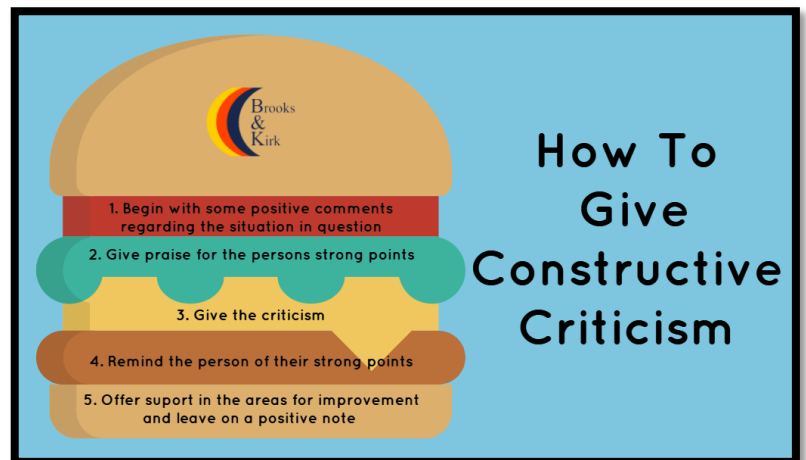 Brooks
&
Kirk
1. Begin with some positive comments
regarding the situation in question
2. Give praise for the persons strong points
3. Give the criticism
4. Remind the person of their strong points
5. Offer suport in the areas for improvement
and leave on a positive note
How To
Give
Constructive
Criticism